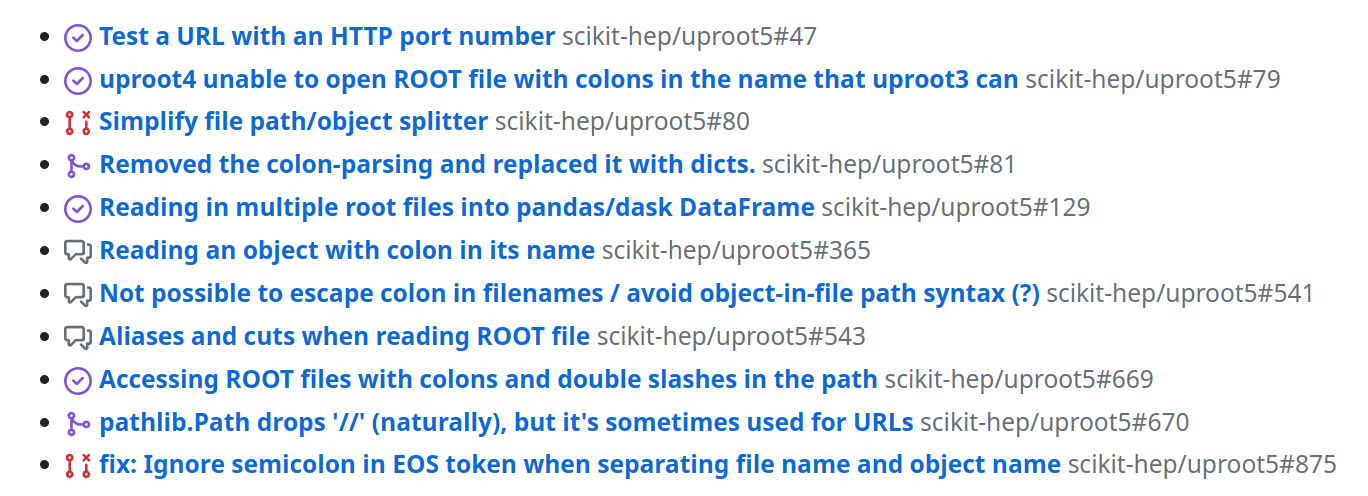 Test a URL with an HTTP port number scikit-hep/uproot5#47
uproot4 unable to open ROOT file with colons in the name that uproot3 can scikit-hep/uproot5#79
Simplify file path/object splitter scikit-hep/uproot5#80
Removed the colon-parsing and replaced it with dicts. scikit-hep/uproot5#81
Reading in multiple root files into pandas/dask DataFrame scikit-hep/uproot5#129
Reading an object with colon in its name scikit-hep/uproot5#365
Not possible to escape colon in filenames / avoid object-in-file path syntax (?) scikit-hep/uproot5#541
Aliases and cuts when reading ROOT file scikit-hep/uproot5#543
Accessing ROOT files with colons and double slashes in the path scikit-hep/uproot5#669
pathlib.Path drops '//' (naturally), but it's sometimes used for URLs scikit-hep/uproot5#670
fix: Ignore semicolon in EOS token when separating file name and object name scikit-hep/uproot5#875